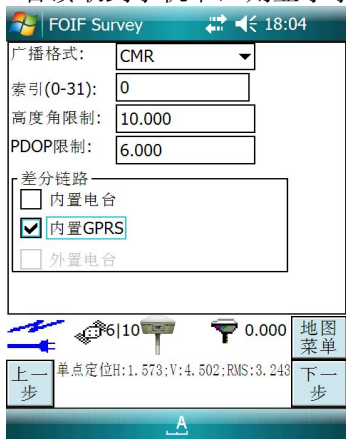 FOIF Survey 18:04
广播格式: CMR
索引(0-31): 0
高度角限制: 10.000
PDOP限制: 6.000
差分链路
内置电台
内置GPRS
外置电台
6|10 0.000 地图菜单
上一步 单点定位H:1.573;V:4.502;RMS:3.243 下一步
A